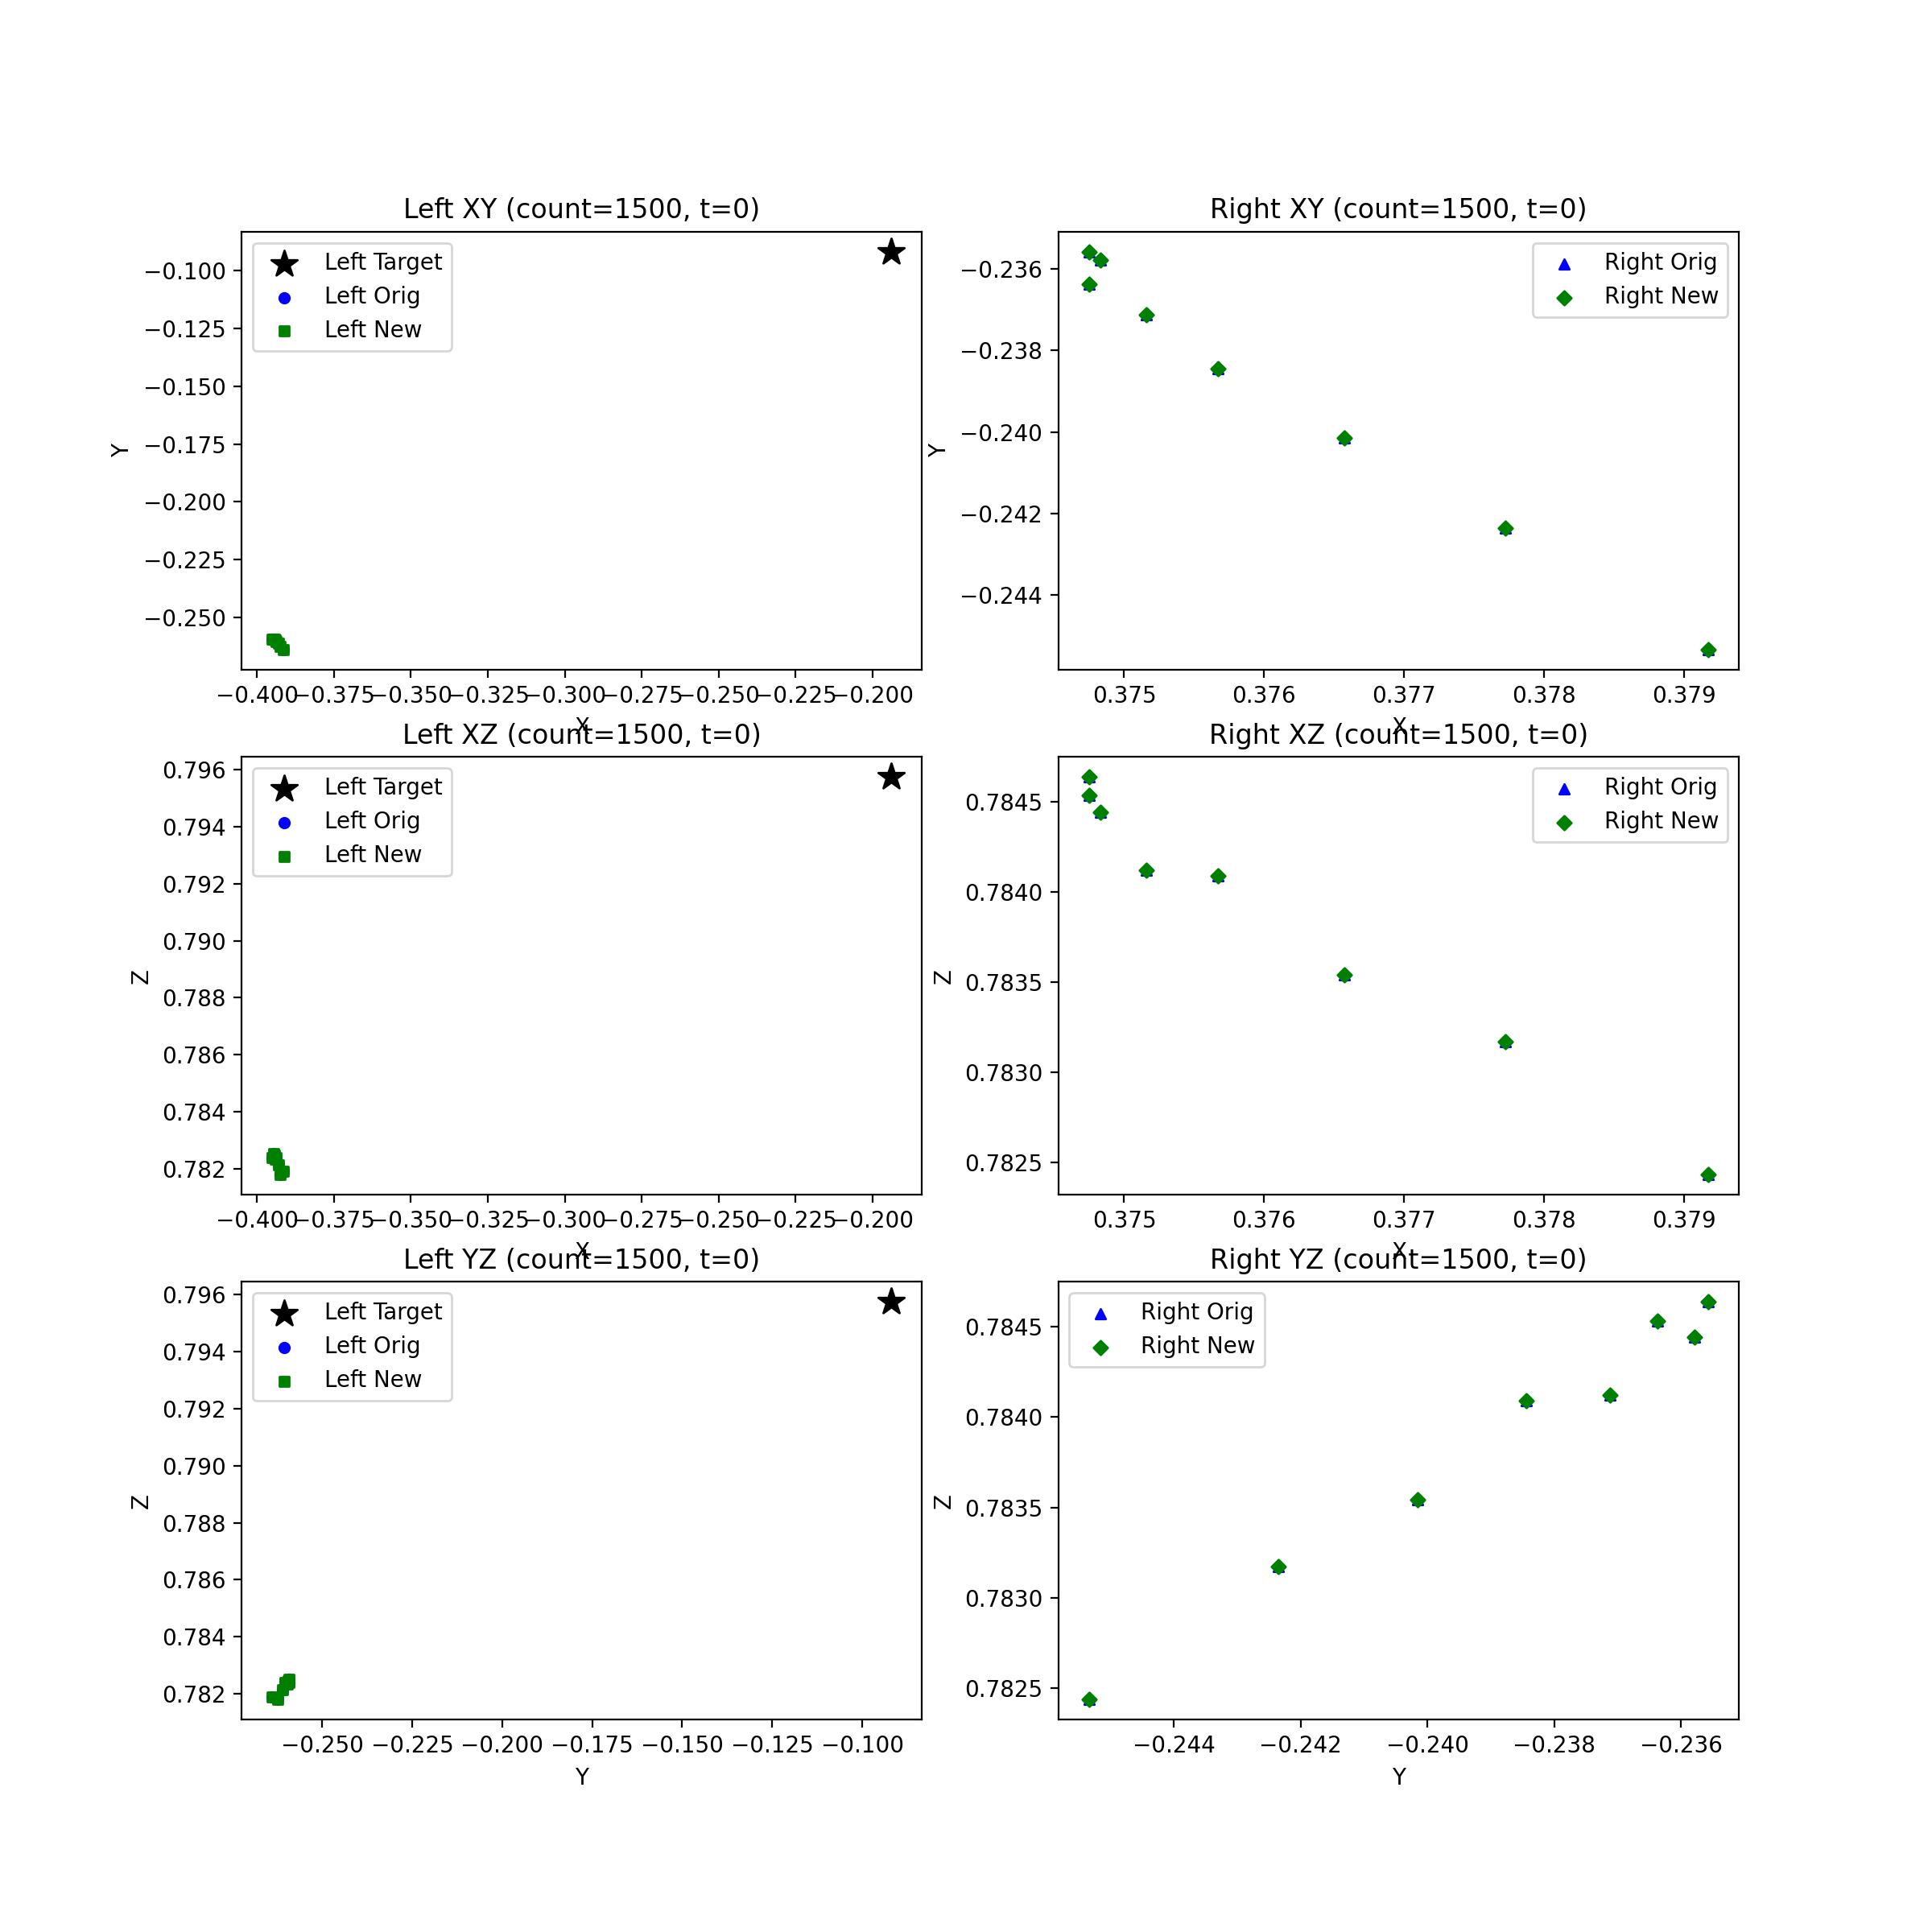 Left XY (count=1500, t=0)
Left Target
Left Orig
Left New
−0.100
−0.125
−0.150
−0.175
−0.200
−0.225
−0.250
Y
−0.400 −0.375 −0.350 −0.325 −0.300 −0.275 −0.250 −0.225 −0.200
X
Right XY (count=1500, t=0)
Right Orig
Right New
−0.236
−0.238
−0.240
−0.242
−0.244
Y
0.375 0.376 0.377 0.378 0.379
X
Left XZ (count=1500, t=0)
Left Target
Left Orig
Left New
0.796
0.794
0.792
0.790
0.788
0.786
0.784
0.782
Z
−0.400 −0.375 −0.350 −0.325 −0.300 −0.275 −0.250 −0.225 −0.200
X
Right XZ (count=1500, t=0)
Right Orig
Right New
0.7845
0.7840
0.7835
0.7830
0.7825
Z
0.375 0.376 0.377 0.378 0.379
X
Left YZ (count=1500, t=0)
Left Target
Left Orig
Left New
0.796
0.794
0.792
0.790
0.788
0.786
0.784
0.782
Z
−0.250 −0.225 −0.200 −0.175 −0.150 −0.125 −0.100
Y
Right YZ (count=1500, t=0)
Right Orig
Right New
0.7845
0.7840
0.7835
0.7830
0.7825
Z
−0.244 −0.242 −0.240 −0.238 −0.236
Y